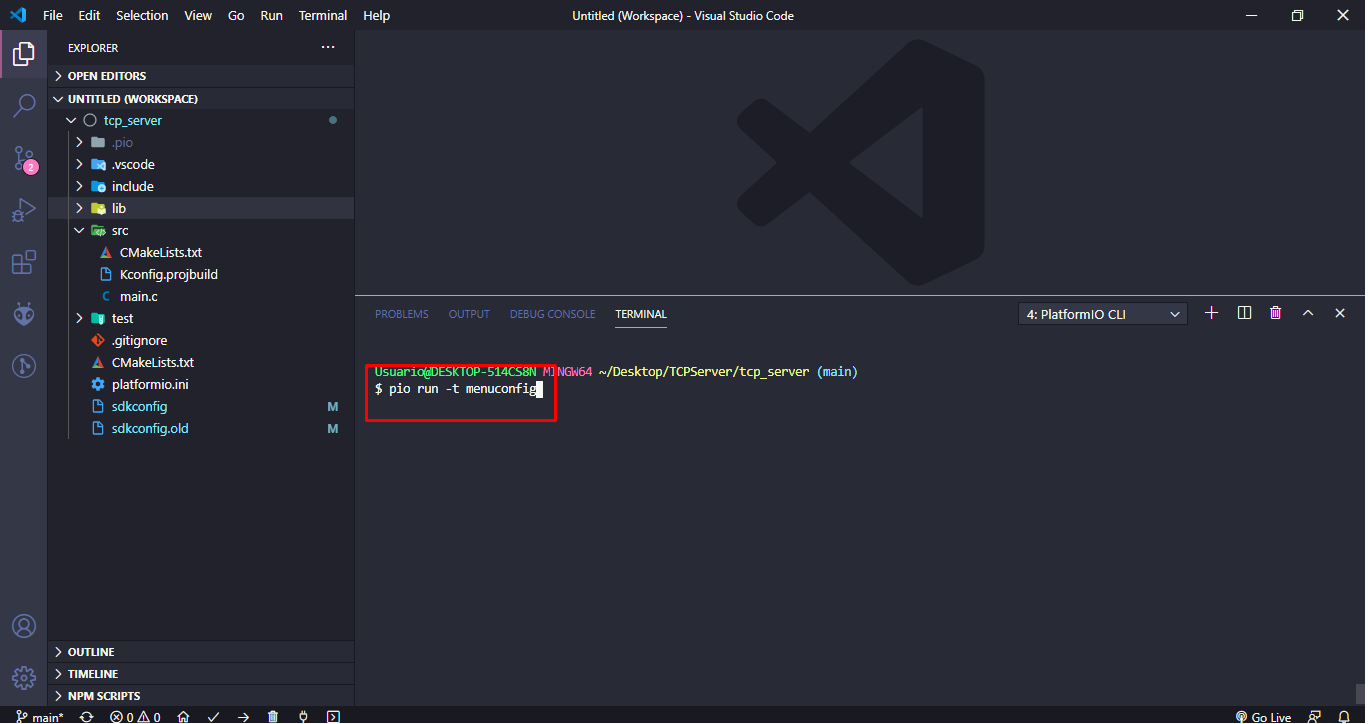 File Edit Selection View Go Run Terminal Help Untitled (Workspace) - Visual Studio Code
EXPLORER
OPEN EDITORS
UNTITLED (WORKSPACE)
tcp_server
.pio
.vscode
include
lib
src
CMakeLists.txt
Kconfig.projbuild
C main.c
test
.gitignore
CMakeLists.txt
platformio.ini
sdkconfig M
sdkconfig.old M
OUTLINE
TIMELINE
NPM SCRIPTS
2
PROBLEMS OUTPUT DEBUG CONSOLE TERMINAL 4: PlatformIO CLI
Usuario@DESKTOP-514CS8N MINGW64 ~/Desktop/TCPServer/tcp_server (main)
$ pio run -t menuconfig
main* 0 0 Go Live